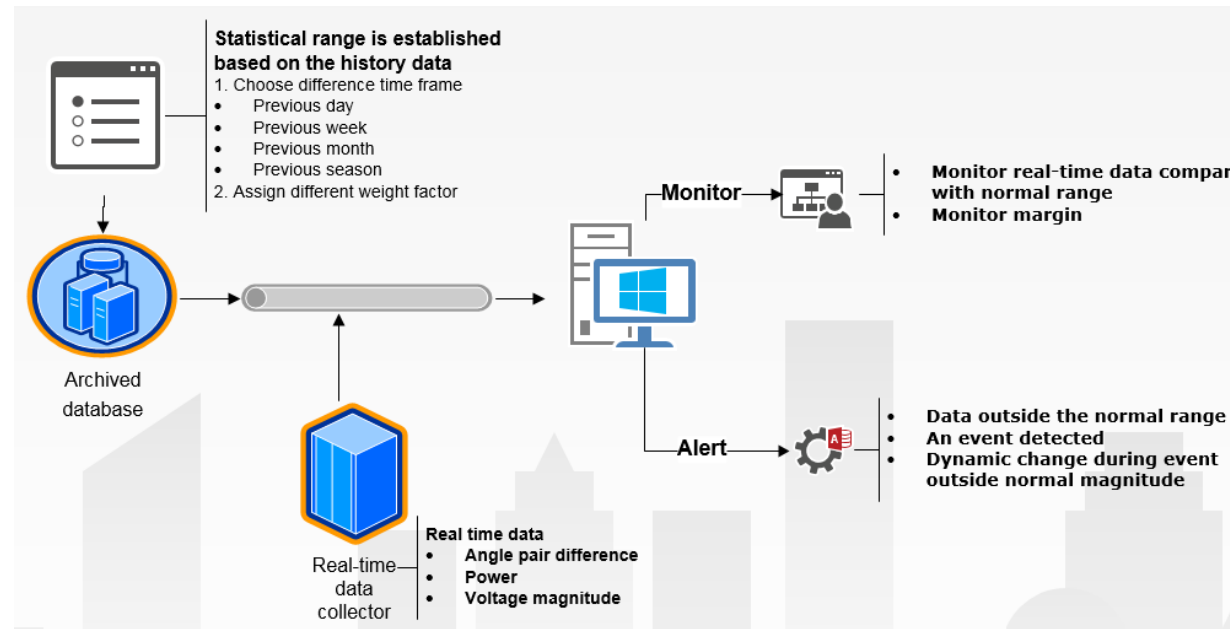 Statistical range is established
based on the history data
1. Choose difference time frame
• Previous day
• Previous week
• Previous month
• Previous season
2. Assign different weight factor
Monitor
• Monitor real-time data compar
with normal range
• Monitor margin
Archived
database
Alert
A
• Data outside the normal range
• An event detected
• Dynamic change during event
outside normal magnitude
Real-time
data
collector
Real time data
• Angle pair difference
• Power
• Voltage magnitude